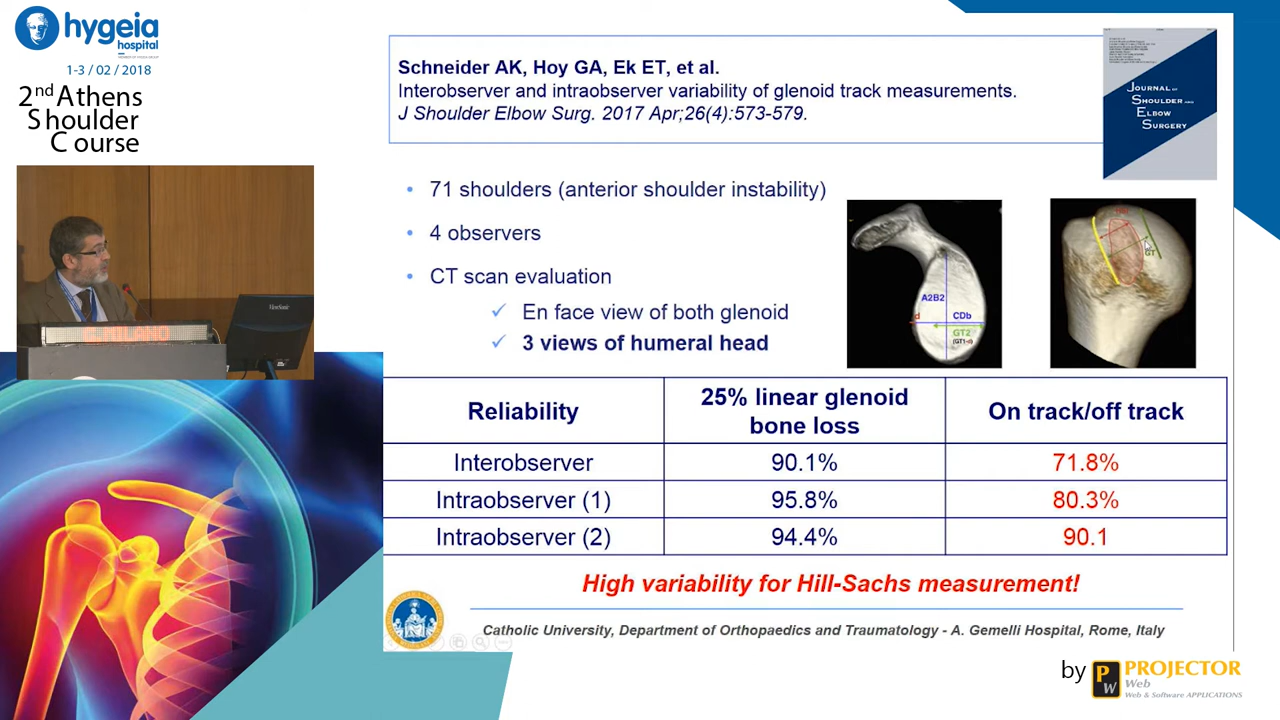 hygeia
hospital
1-3 / 02 / 2018
2nd Athens
Shoulder
Course
Schneider AK, Hoy GA, Ek ET, et al.
Interobserver and intraobserver variability of glenoid track measurements.
J Shoulder Elbow Surg. 2017 Apr;26(4):573-579.
JOURNAL OF
SHOULDER AND
ELBOW
SURGERY
• 71 shoulders (anterior shoulder instability)
• 4 observers
• CT scan evaluation
✓ En face view of both glenoid
✓ 3 views of humeral head
A2B2
d
CDb
GT2
(GT1-d)
GT
ViewSonic
Reliability
25% linear glenoid
bone loss
On track/off track
Interobserver 90.1% 71.8%
Intraobserver (1) 95.8% 80.3%
Intraobserver (2) 94.4% 90.1
High variability for Hill-Sachs measurement!
Catholic University, Department of Orthopaedics and Traumatology - A. Gemelli Hospital, Rome, Italy
by
PW
PROJECTOR
Web
Web & Software APPLICATIONS